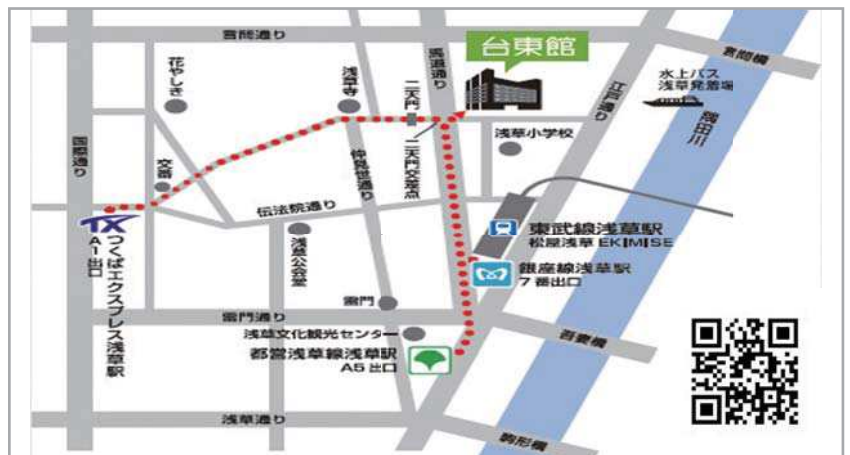 言問通り
台東館
言問橋
花やしき
浅草寺
二天門
馬道通り
江戸通り
水上バス
浅草発着場
隅田川
国際通り
交番
仲見世通り
二天門交差点
浅草小学校
伝法院通り
TX
A1出口
つくばエクスプレス浅草駅
浅草公会堂
東武線浅草駅
松屋浅草 EKIMISE
銀座線浅草駅
7番出口
雷門
雷門通り
浅草文化観光センター
都営浅草線浅草駅
A5出口
吾妻橋
浅草通り
駒形橋